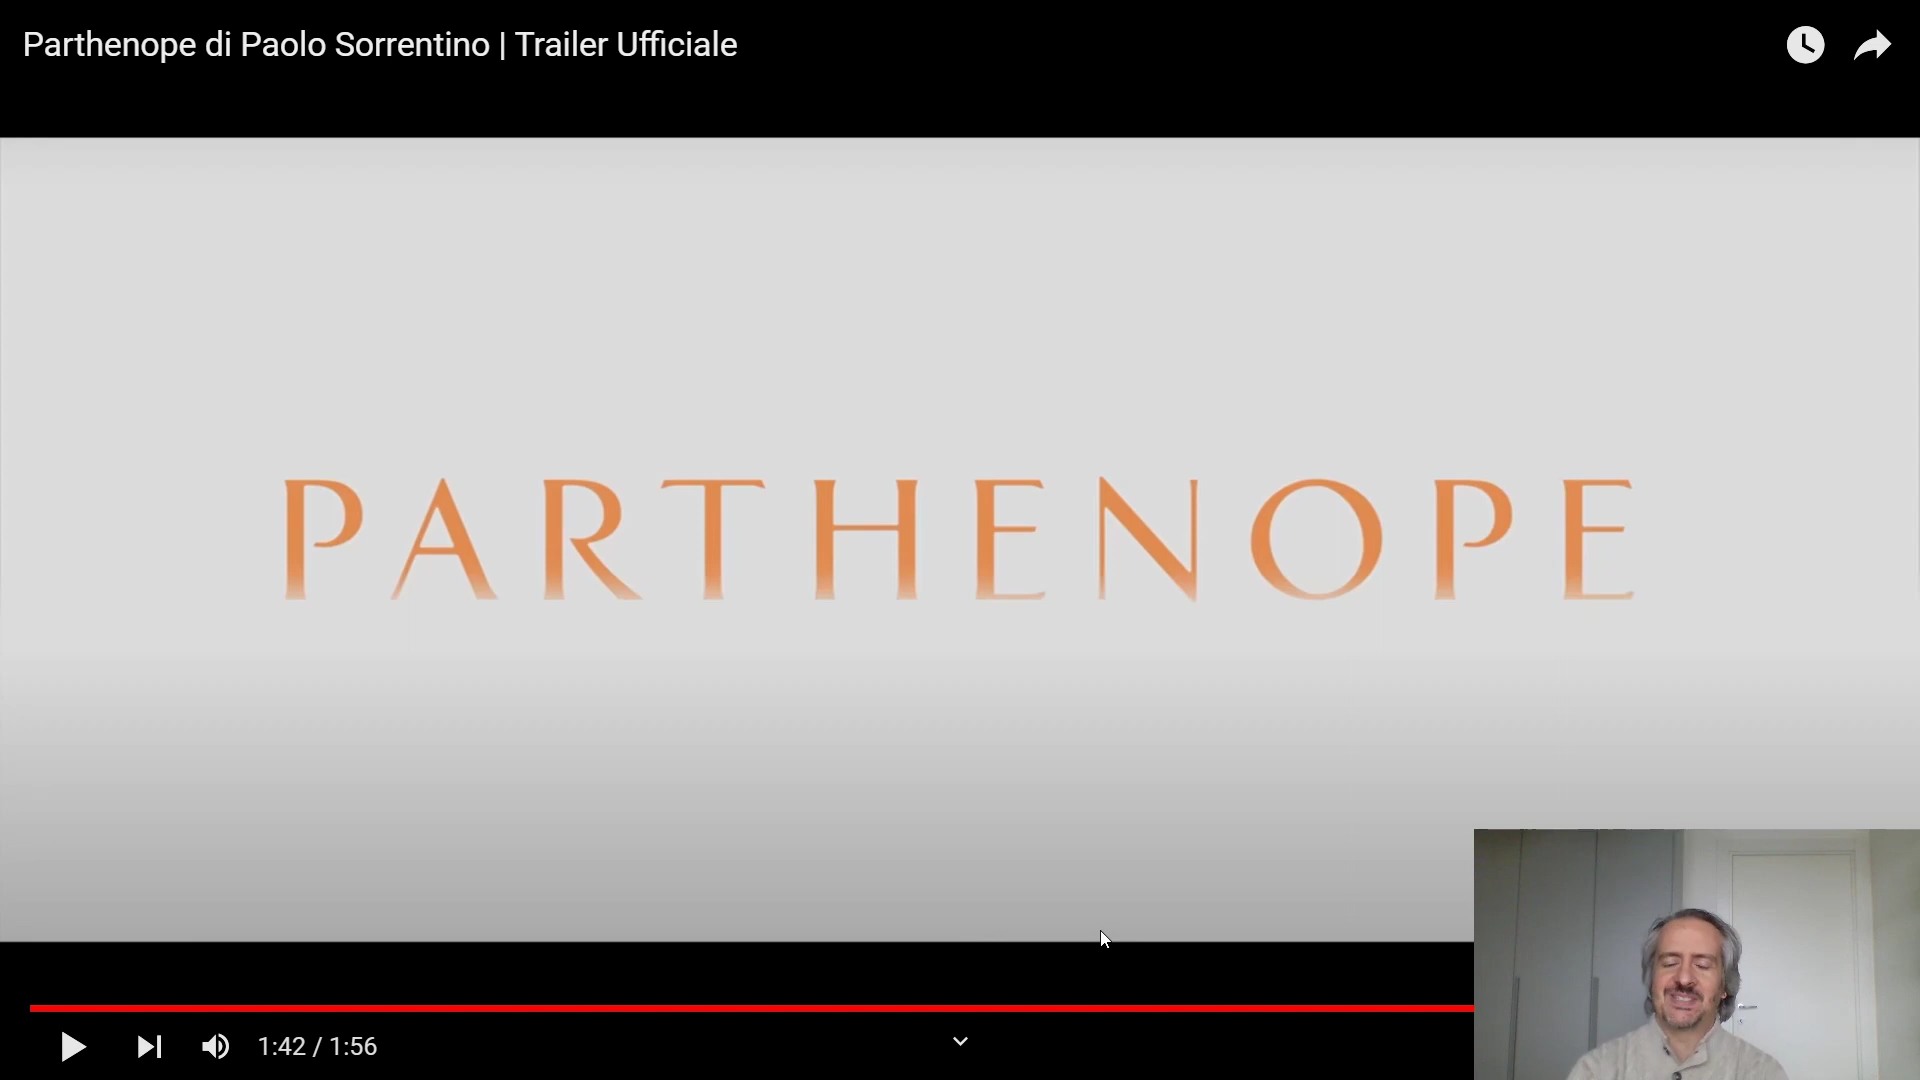 Parthenope di Paolo Sorrentino | Trailer Ufficiale
PARTHENOPE
1:42 / 1:56